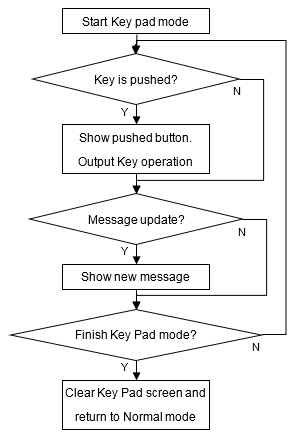 Start Key pad mode
Key is pushed?
N
Y
Show pushed button.
Output Key operation
Message update?
N
Y
Show new message
Finish Key Pad mode?
N
Y
Clear Key Pad screen and
return to Normal mode